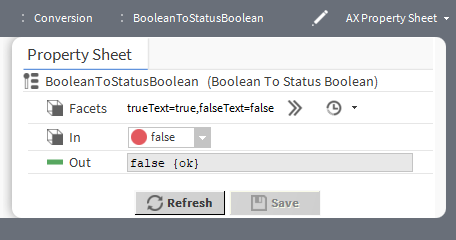 : Conversion : BooleanToStatusBoolean AX Property Sheet
Property Sheet
BooleanToStatusBoolean (Boolean To Status Boolean)
Facets trueText=true,falseText=false
In false
Out false {ok}
Refresh Save